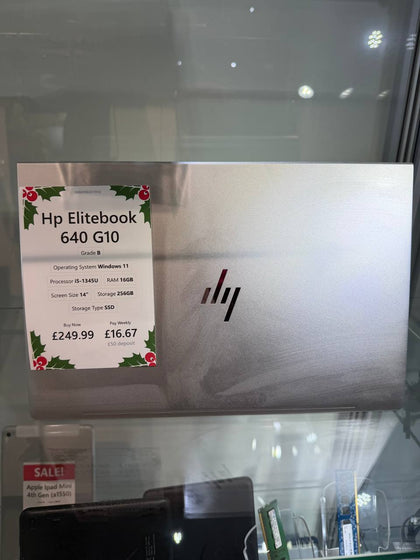 Hp Elitebook
640 G10
Grade B
Operating System Windows 11
Processor i5-1345U RAM 16GB
Screen Size 14" Storage 256GB
Storage Type SSD
Buy Now Pay Weekly
£249.99 £16.67
£50 deposit
hp
SALE!
Apple Ipad Mini
4th Gen (a1550)